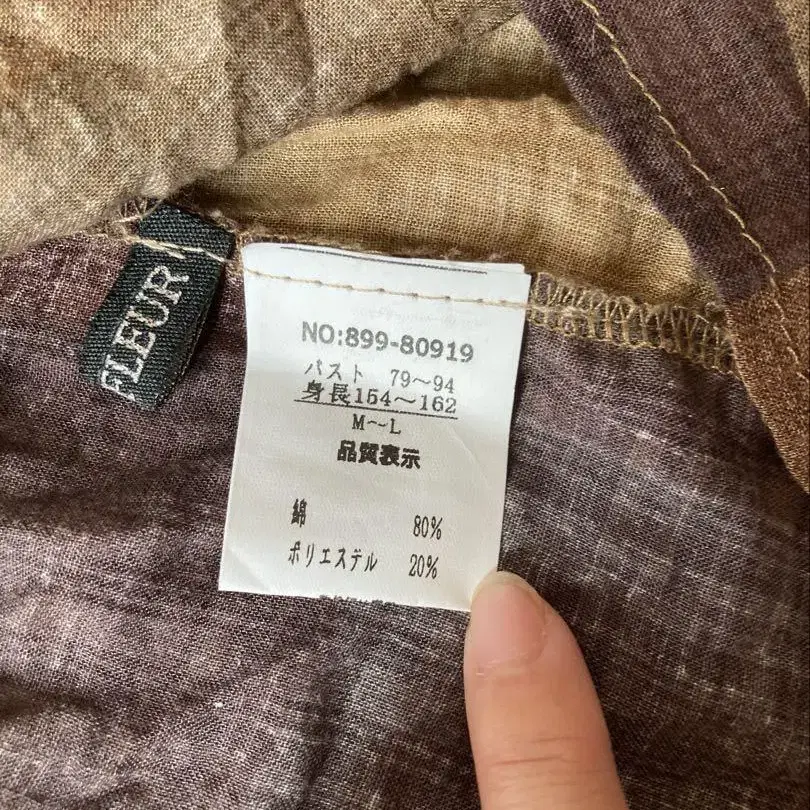 FLEUR
NO:899-80919
バスト 79～94
身長154～162
M～L
品質表示
綿 80%
ポリエステル 20%